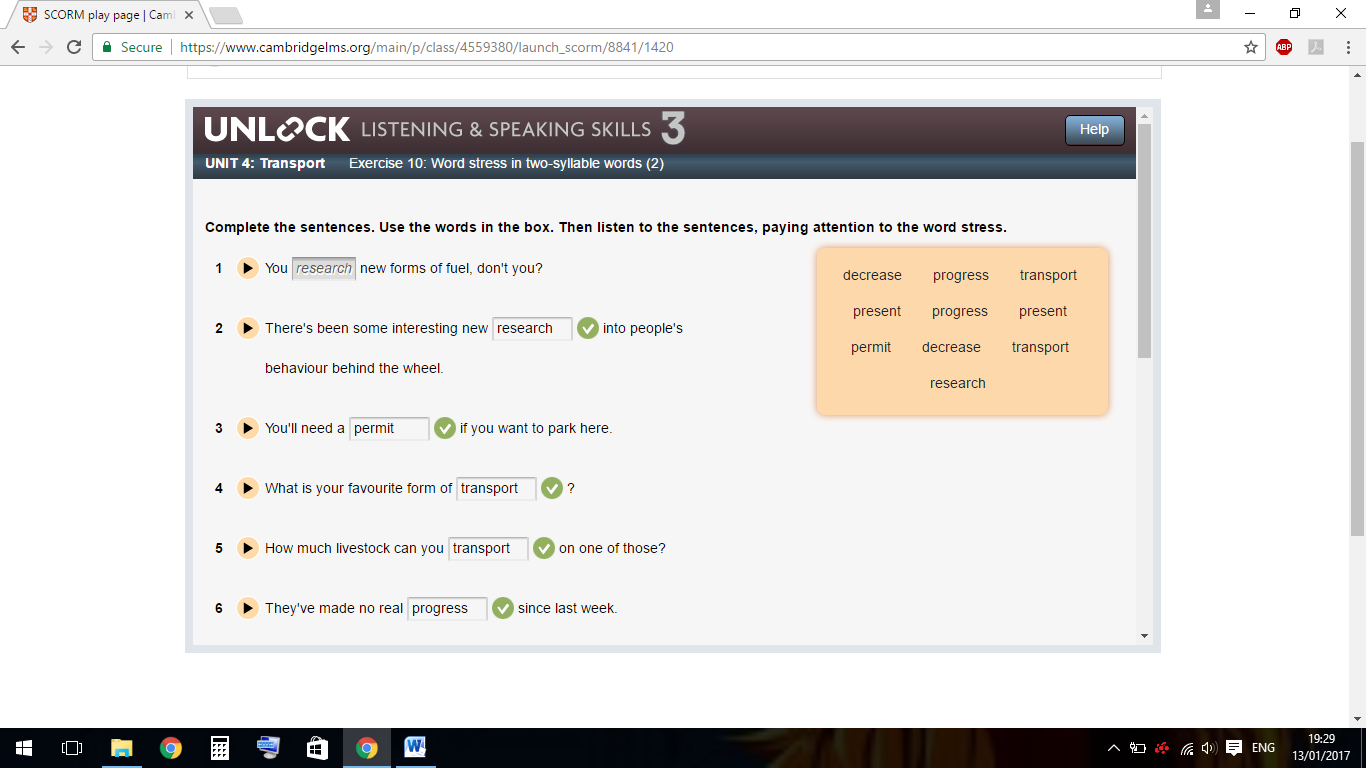 SCORM play page | Cam
Secure | https://www.cambridgelms.org/main/p/class/4559380/launch_scorm/8841/1420
ABP
UNLOCK LISTENING & SPEAKING SKILLS 3
Help
UNIT 4: Transport Exercise 10: Word stress in two-syllable words (2)
Complete the sentences. Use the words in the box. Then listen to the sentences, paying attention to the word stress.
1 You research new forms of fuel, don't you?
2 There's been some interesting new research into people's
behaviour behind the wheel.
3 You'll need a permit if you want to park here.
4 What is your favourite form of transport ?
5 How much livestock can you transport on one of those?
6 They've made no real progress since last week.
decrease progress transport
present progress present
permit decrease transport
research
ENG
19:29
13/01/2017